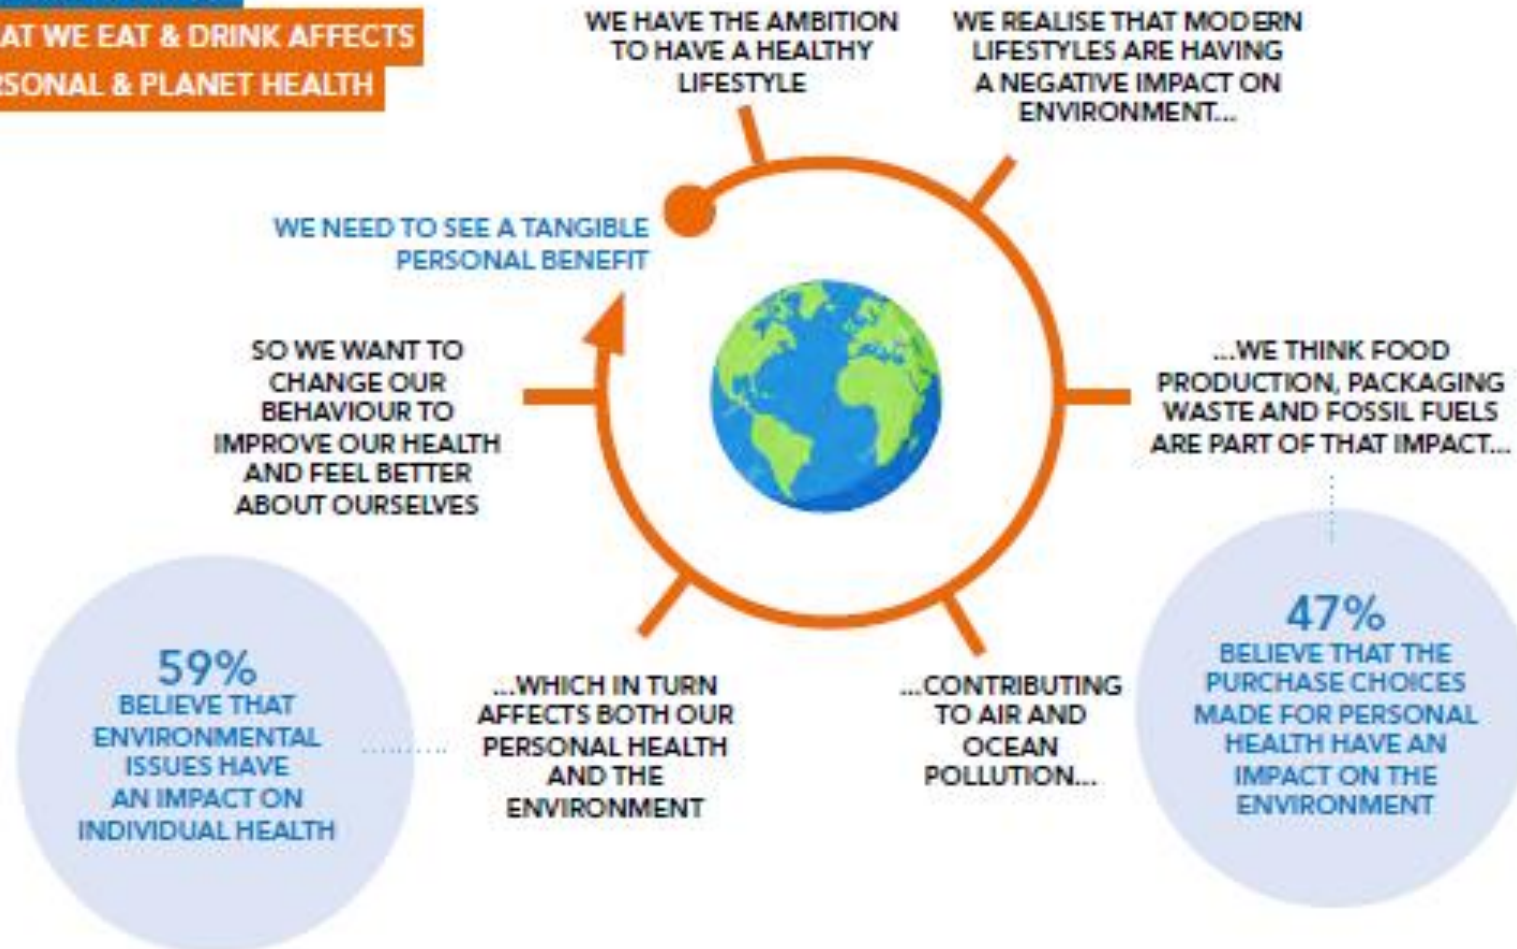 AT WE EAT & DRINK AFFECTS
RSONAL & PLANET HEALTH
WE HAVE THE AMBITION
TO HAVE A HEALTHY
LIFESTYLE
WE REALISE THAT MODERN
LIFESTYLES ARE HAVING
A NEGATIVE IMPACT ON
ENVIRONMENT...
WE NEED TO SEE A TANGIBLE
PERSONAL BENEFIT
SO WE WANT TO
CHANGE OUR
BEHAVIOUR TO
IMPROVE OUR HEALTH
AND FEEL BETTER
ABOUT OURSELVES
...WE THINK FOOD
PRODUCTION, PACKAGING
WASTE AND FOSSIL FUELS
ARE PART OF THAT IMPACT...
59%
BELIEVE THAT
ENVIRONMENTAL
ISSUES HAVE
AN IMPACT ON
INDIVIDUAL HEALTH
...WHICH IN TURN
AFFECTS BOTH OUR
PERSONAL HEALTH
AND THE
ENVIRONMENT
...CONTRIBUTING
TO AIR AND
OCEAN
POLLUTION...
47%
BELIEVE THAT THE
PURCHASE CHOICES
MADE FOR PERSONAL
HEALTH HAVE AN
IMPACT ON THE
ENVIRONMENT